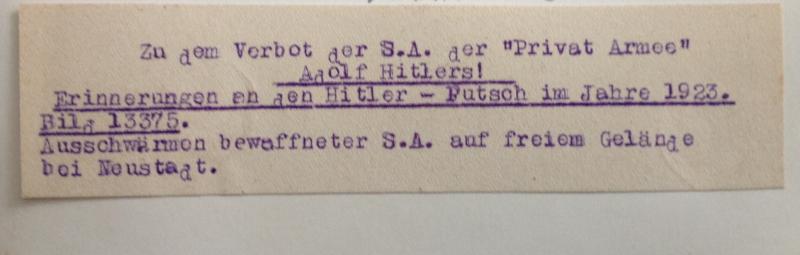 Zu dem Verbot der S.A. der "Privat Armee"
Adolf Hitlers!
Erinnerungen an den Hitler - Putsch im Jahre 1923.
Bild 13375.
Ausschwärmen bewaffneter S.A. auf freiem Gelände
bei Neustadt.